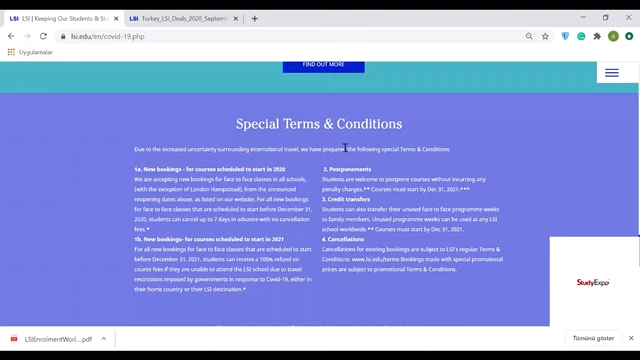 LSI | Keeping Our Students & Sta
Turkey_LSI_Deals_2020_Septemb
lsi.edu/en/covid-19.php
Uygulamalar
FIND OUT MORE
Special Terms & Conditions
Due to the increased uncertainty surrounding international travel, we have prepared the following special Terms & Conditions.
1a. New bookings - for courses scheduled to start in 2020
We are accepting new bookings for face to face classes in all schools,
(with the exception of London Hampstead), from the announced
reopening dates above, as listed on our website. For all new bookings
for face to face classes that are scheduled to start before December 31,
2020, students can cancel up to 7 days in advance with no cancellation
fees.*
1b. New bookings- for courses scheduled to start in 2021
For all new bookings for face to face classes that are scheduled to start
before December 31, 2021, students can receive a 100% refund on
course fees if they are unable to attend the LSI school due to travel
restrictions imposed by governments in response to Covid-19, either in
their home country or their LSI destination.*
2. Postponements
Students are welcome to postpone courses without incurring any
penalty charges.** Courses must start by Dec 31, 2021.***
3. Credit transfers
Students can also transfer their unused face to face programme weeks
to family members. Unused programme weeks can be used at any LSI
school worldwide.** Courses must start by Dec 31, 2021.
4. Cancellations
Cancellations for existing bookings are subject to LSI's regular Terms &
Conditions: www.lsi.edu/terms Bookings made with special promotional
prices are subject to promotional Terms & Conditions.
StudyExpo
LSIEnrolmentWorl....pdf
Tümünü göster